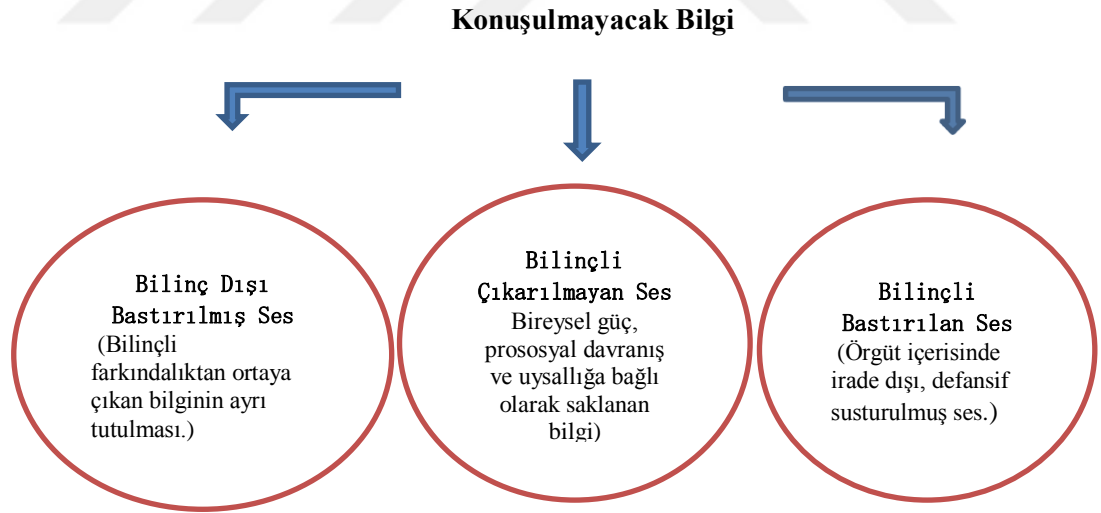 Konuşulmayacak Bilgi
Bilinç Dışı
Bastırılmış Ses
(Bilinçli
farkındalıktan ortaya
çıkan bilginin ayrı
tutulması.)
Bilinçli
Çıkarılmayan Ses
Bireysel güç,
prososyal davranış
ve uysallığa bağlı
olarak saklanan
bilgi)
Bilinçli
Bastırılan Ses
(Örgüt içerisinde
irade dışı, defansif
susturulmuş ses.)